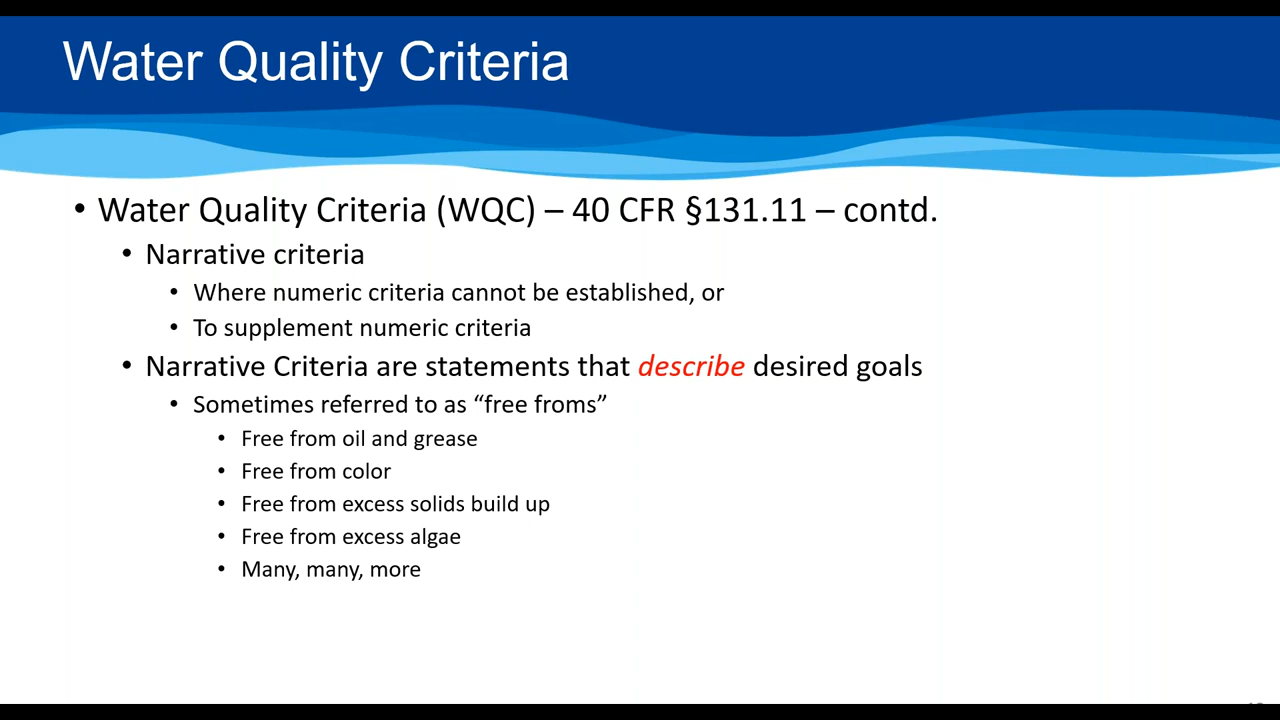 Water Quality Criteria
• Water Quality Criteria (WQC) – 40 CFR §131.11 – contd.
• Narrative criteria
• Where numeric criteria cannot be established, or
• To supplement numeric criteria
• Narrative Criteria are statements that describe desired goals
• Sometimes referred to as “free froms”
• Free from oil and grease
• Free from color
• Free from excess solids build up
• Free from excess algae
• Many, many, more